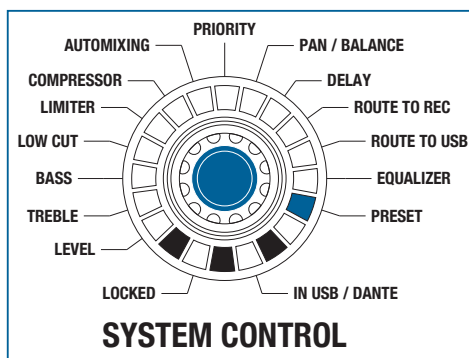 PRIORITY
AUTOMIXING
PAN / BALANCE
COMPRESSOR
DELAY
LIMITER
ROUTE TO REC
LOW CUT
ROUTE TO USB
BASS
EQUALIZER
TREBLE
PRESET
LEVEL
LOCKED
IN USB / DANTE
SYSTEM CONTROL